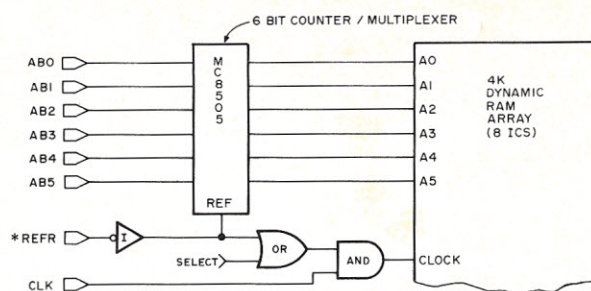 6 BIT COUNTER / MULTIPLEXER
MC8505
REF
AB0
AB1
AB2
AB3
AB4
AB5
A0
A1
A2
A3
A4
A5
4K
DYNAMIC
RAM
ARRAY
(8 ICS)
*REFR
I
SELECT
OR
AND
CLOCK
CLK